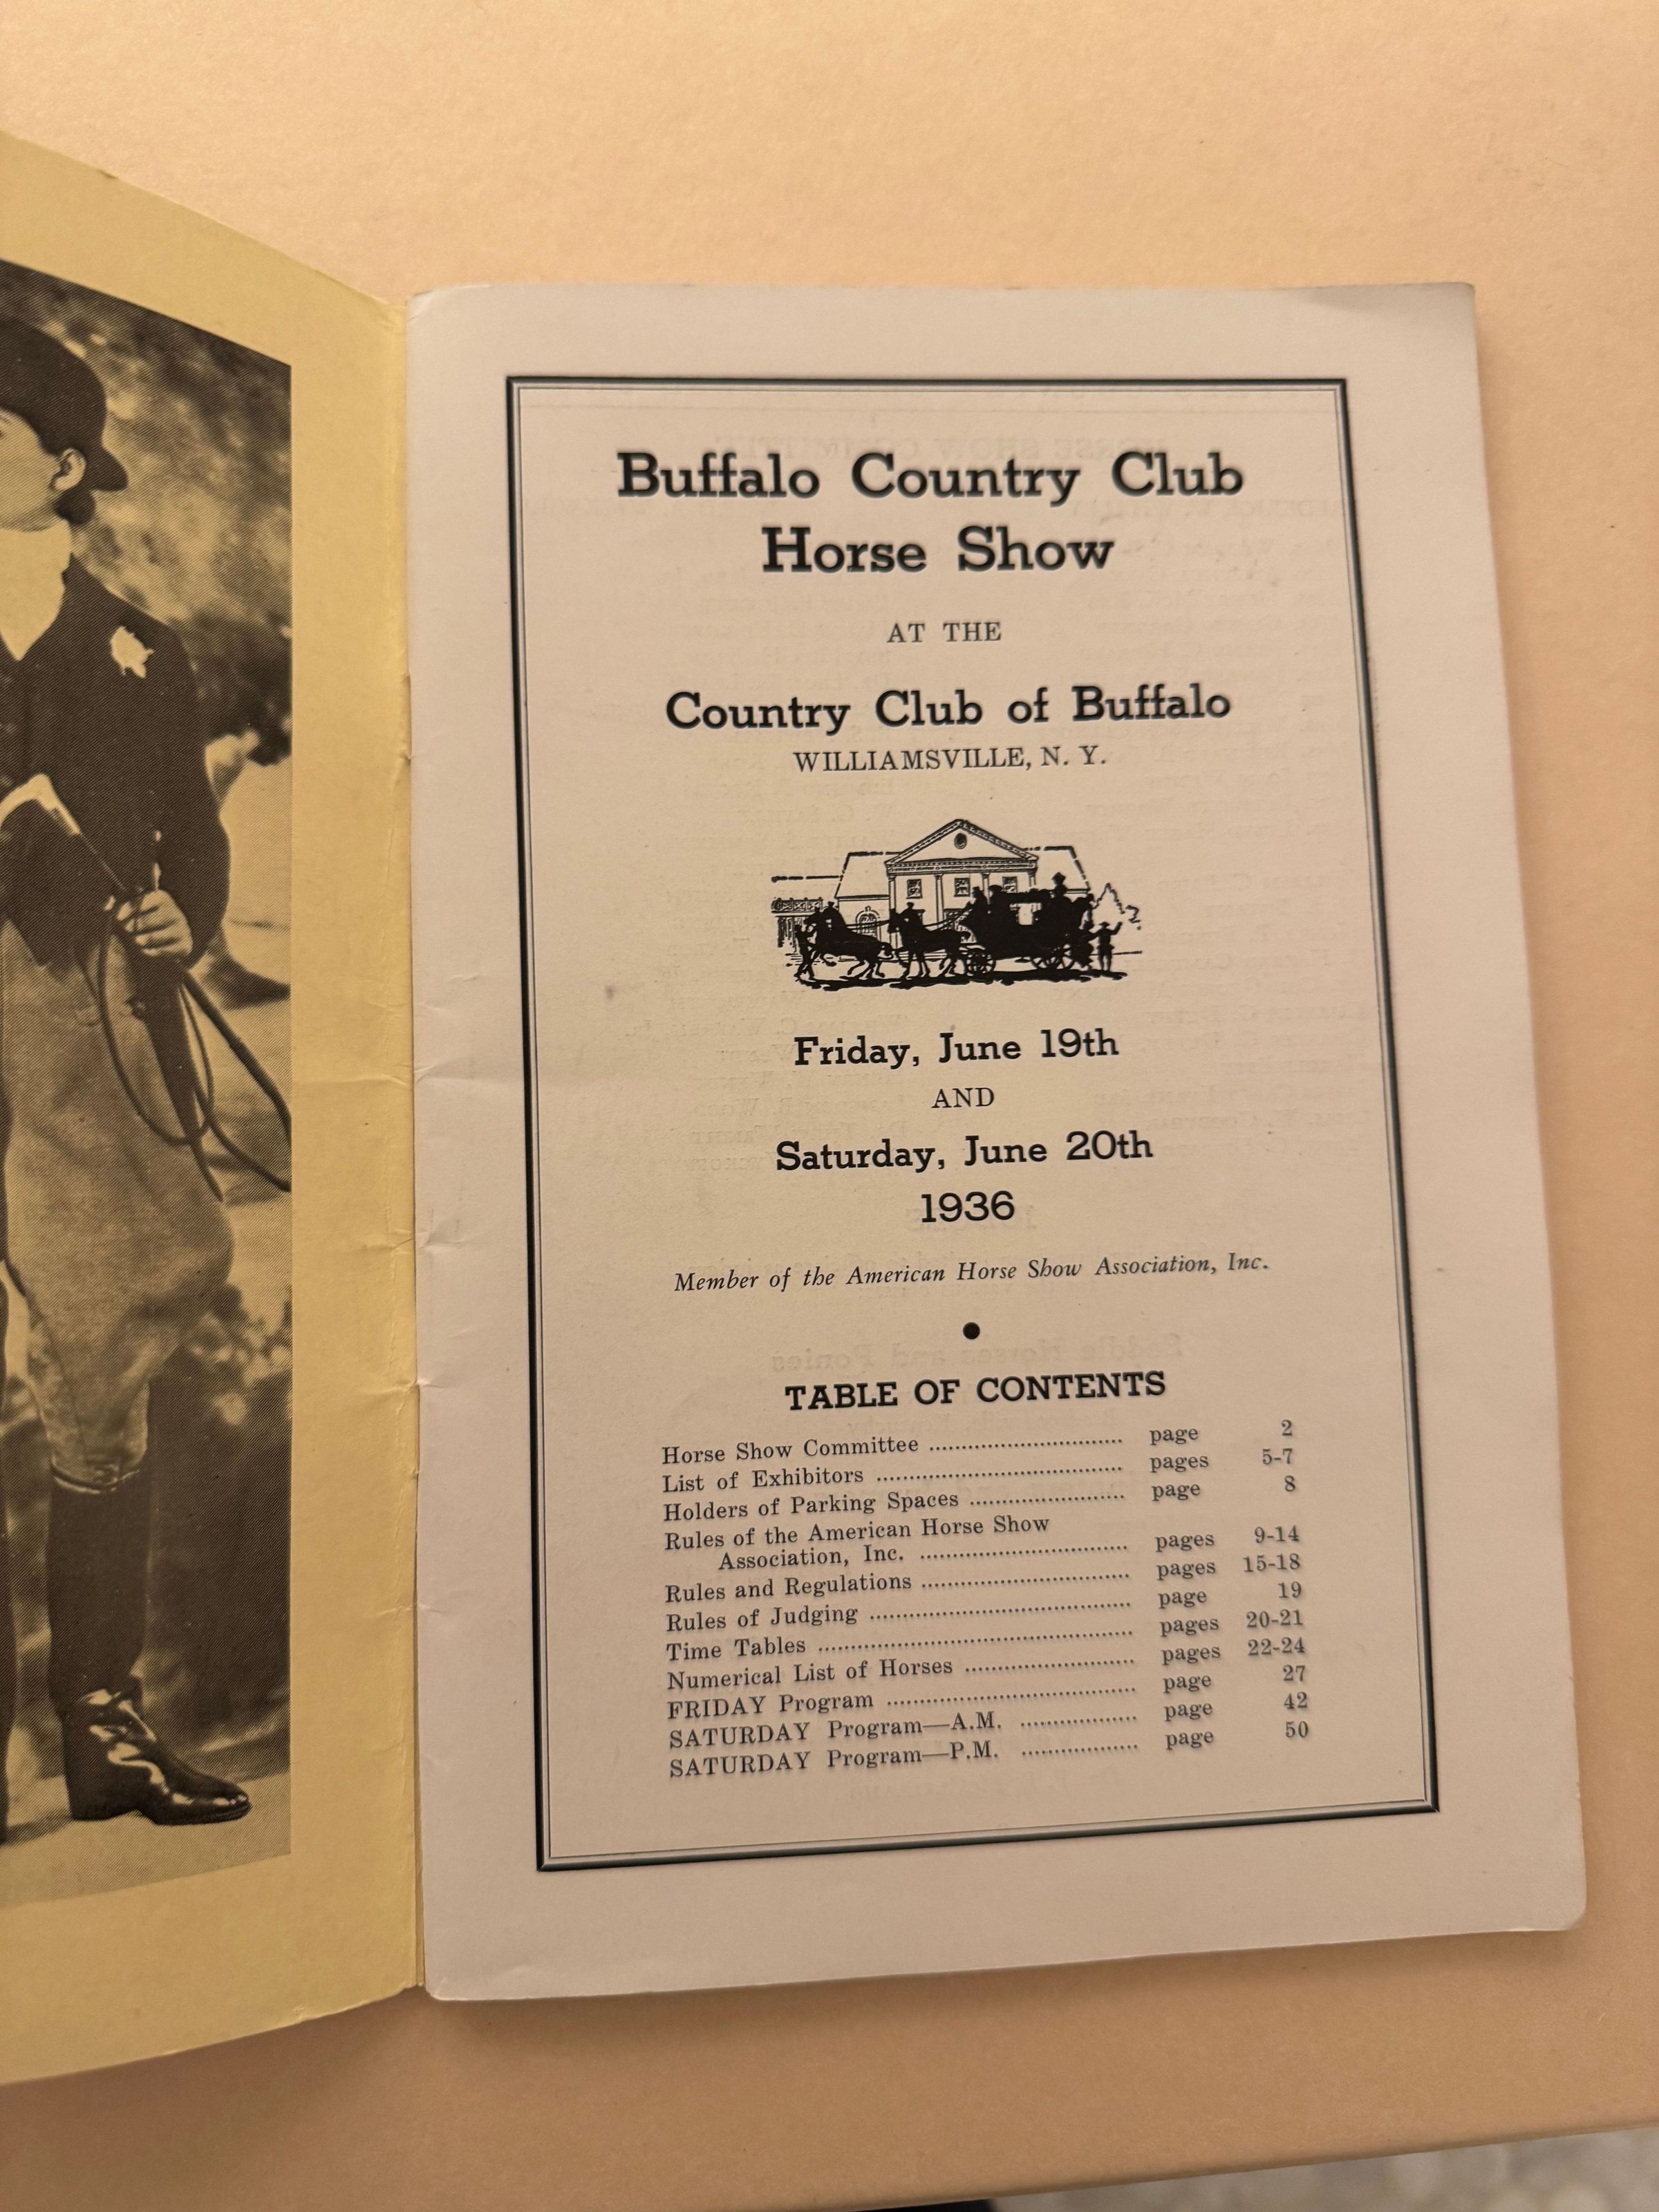 Buffalo Country Club
Horse Show
AT THE
Country Club of Buffalo
WILLIAMSVILLE, N. Y.
Friday, June 19th
AND
Saturday, June 20th
1936
Member of the American Horse Show Association, Inc.
TABLE OF CONTENTS
Horse Show Committee .............................. page 2
List of Exhibitors ...................................... pages 5-7
Holders of Parking Spaces ........................ page 8
Rules of the American Horse Show
Association, Inc. ................................ pages 9-14
Rules and Regulations ................................ pages 15-18
Rules of Judging ........................................ page 19
Time Tables ................................................ pages 20-21
Numerical List of Horses .......................... pages 22-24
FRIDAY Program ...................................... page 27
SATURDAY Program—A.M. .................. page 42
SATURDAY Program—P.M. .................. page 50